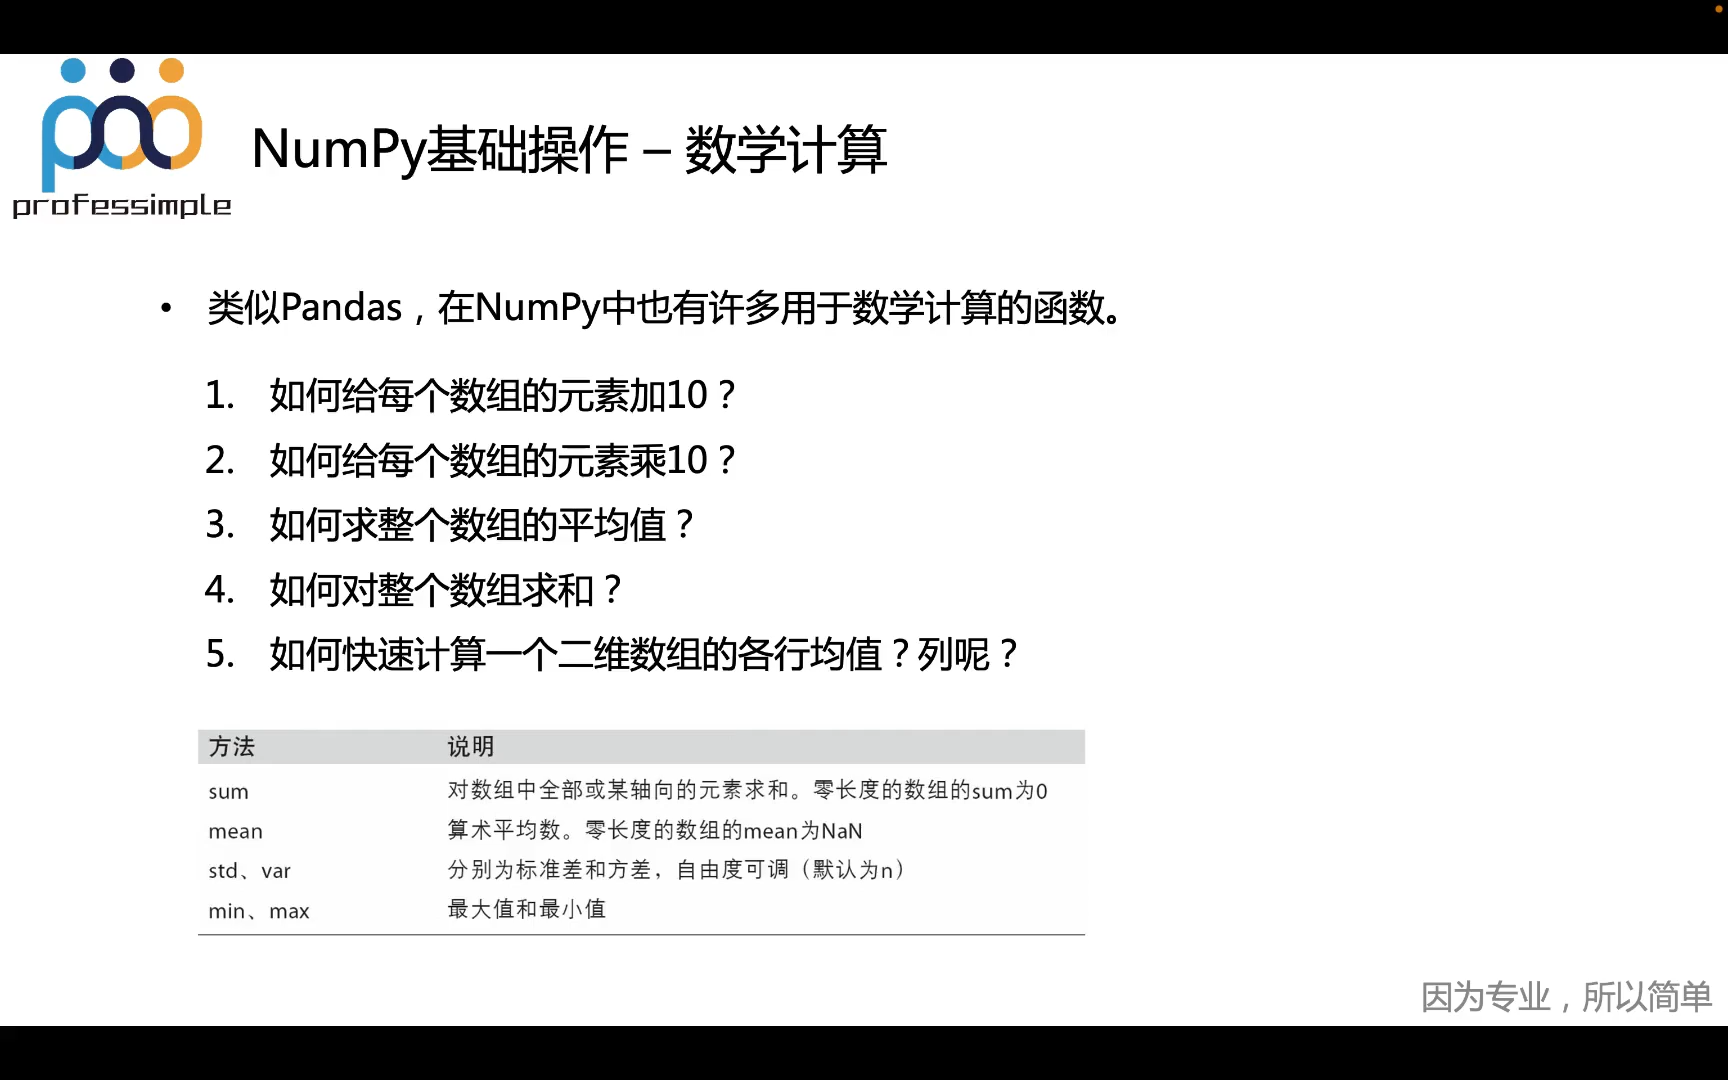 professimple
NumPy基础操作 – 数学计算
• 类似Pandas，在NumPy中也有许多用于数学计算的函数。
1. 如何给每个数组的元素加10？
2. 如何给每个数组的元素乘10？
3. 如何求整个数组的平均值？
4. 如何对整个数组求和？
5. 如何快速计算一个二维数组的各行均值？列呢？
方法 说明
sum 对数组中全部或某轴向的元素求和。零长度的数组的sum为0
mean 算术平均数。零长度的数组的mean为NaN
std、var 分别为标准差和方差，自由度可调（默认为n）
min、max 最大值和最小值
因为专业，所以简单